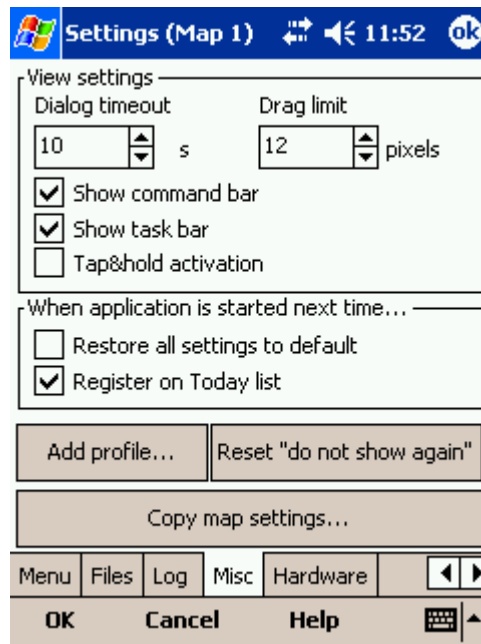 Settings (Map 1) 11:52 ok
View settings
Dialog timeout Drag limit
10 s 12 pixels
Show command bar
Show task bar
Tap&hold activation
When application is started next time...
Restore all settings to default
Register on Today list
Add profile... Reset "do not show again"
Copy map settings...
Menu Files Log Misc Hardware
OK Cancel Help